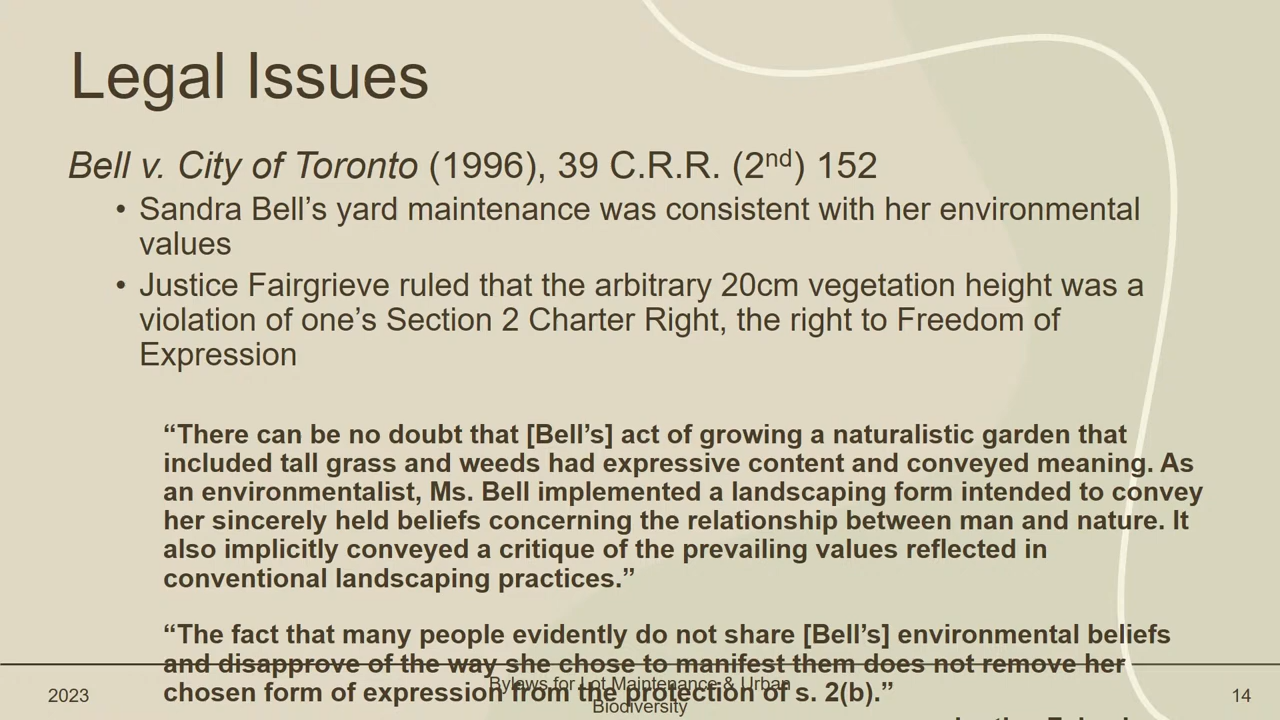 Legal Issues
Bell v. City of Toronto (1996), 39 C.R.R. (2nd) 152
• Sandra Bell’s yard maintenance was consistent with her environmental
values
• Justice Fairgrieve ruled that the arbitrary 20cm vegetation height was a
violation of one’s Section 2 Charter Right, the right to Freedom of
Expression
“There can be no doubt that [Bell’s] act of growing a naturalistic garden that
included tall grass and weeds had expressive content and conveyed meaning. As
an environmentalist, Ms. Bell implemented a landscaping form intended to convey
her sincerely held beliefs concerning the relationship between man and nature. It
also implicitly conveyed a critique of the prevailing values reflected in
conventional landscaping practices.”
“The fact that many people evidently do not share [Bell’s] environmental beliefs
and disapprove of the way she chose to manifest them does not remove her
chosen form of expression from the protection of s. 2(b).”
2023
Bylaws for Lot Maintenance & Urban
Biodiversity
14